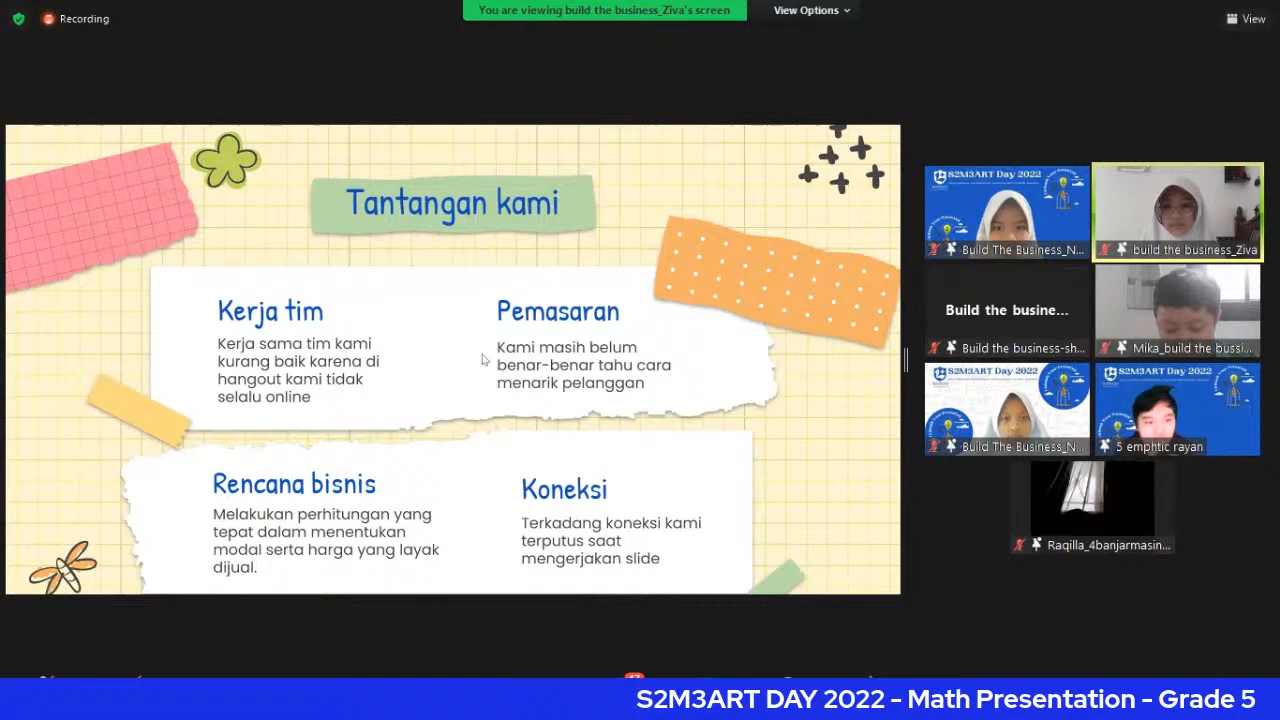 Recording
You are viewing build the business_Ziva's screen
View Options
View
Tantangan kami
Kerja tim
Kerja sama tim kami
kurang baik karena di
hangout kami tidak
selalu online
Pemasaran
Kami masih belum
benar-benar tahu cara
menarik pelanggan
Rencana bisnis
Melakukan perhitungan yang
tepat dalam menentukan
modal serta harga yang layak
dijual.
Koneksi
Terkadang koneksi kami
terputus saat
mengerjakan slide
S2M3ART Day 2022
Build The Business_N...
build the business_Ziva
Build the busine...
Build the business-sh...
Mika_build the bussi...
S2M3ART Day 2022
Build The Business_N...
S2M3ART Day 2022
5 emphtic rayan
Raqilla_4banjarmasin...
S2M3ART DAY 2022 - Math Presentation - Grade 5